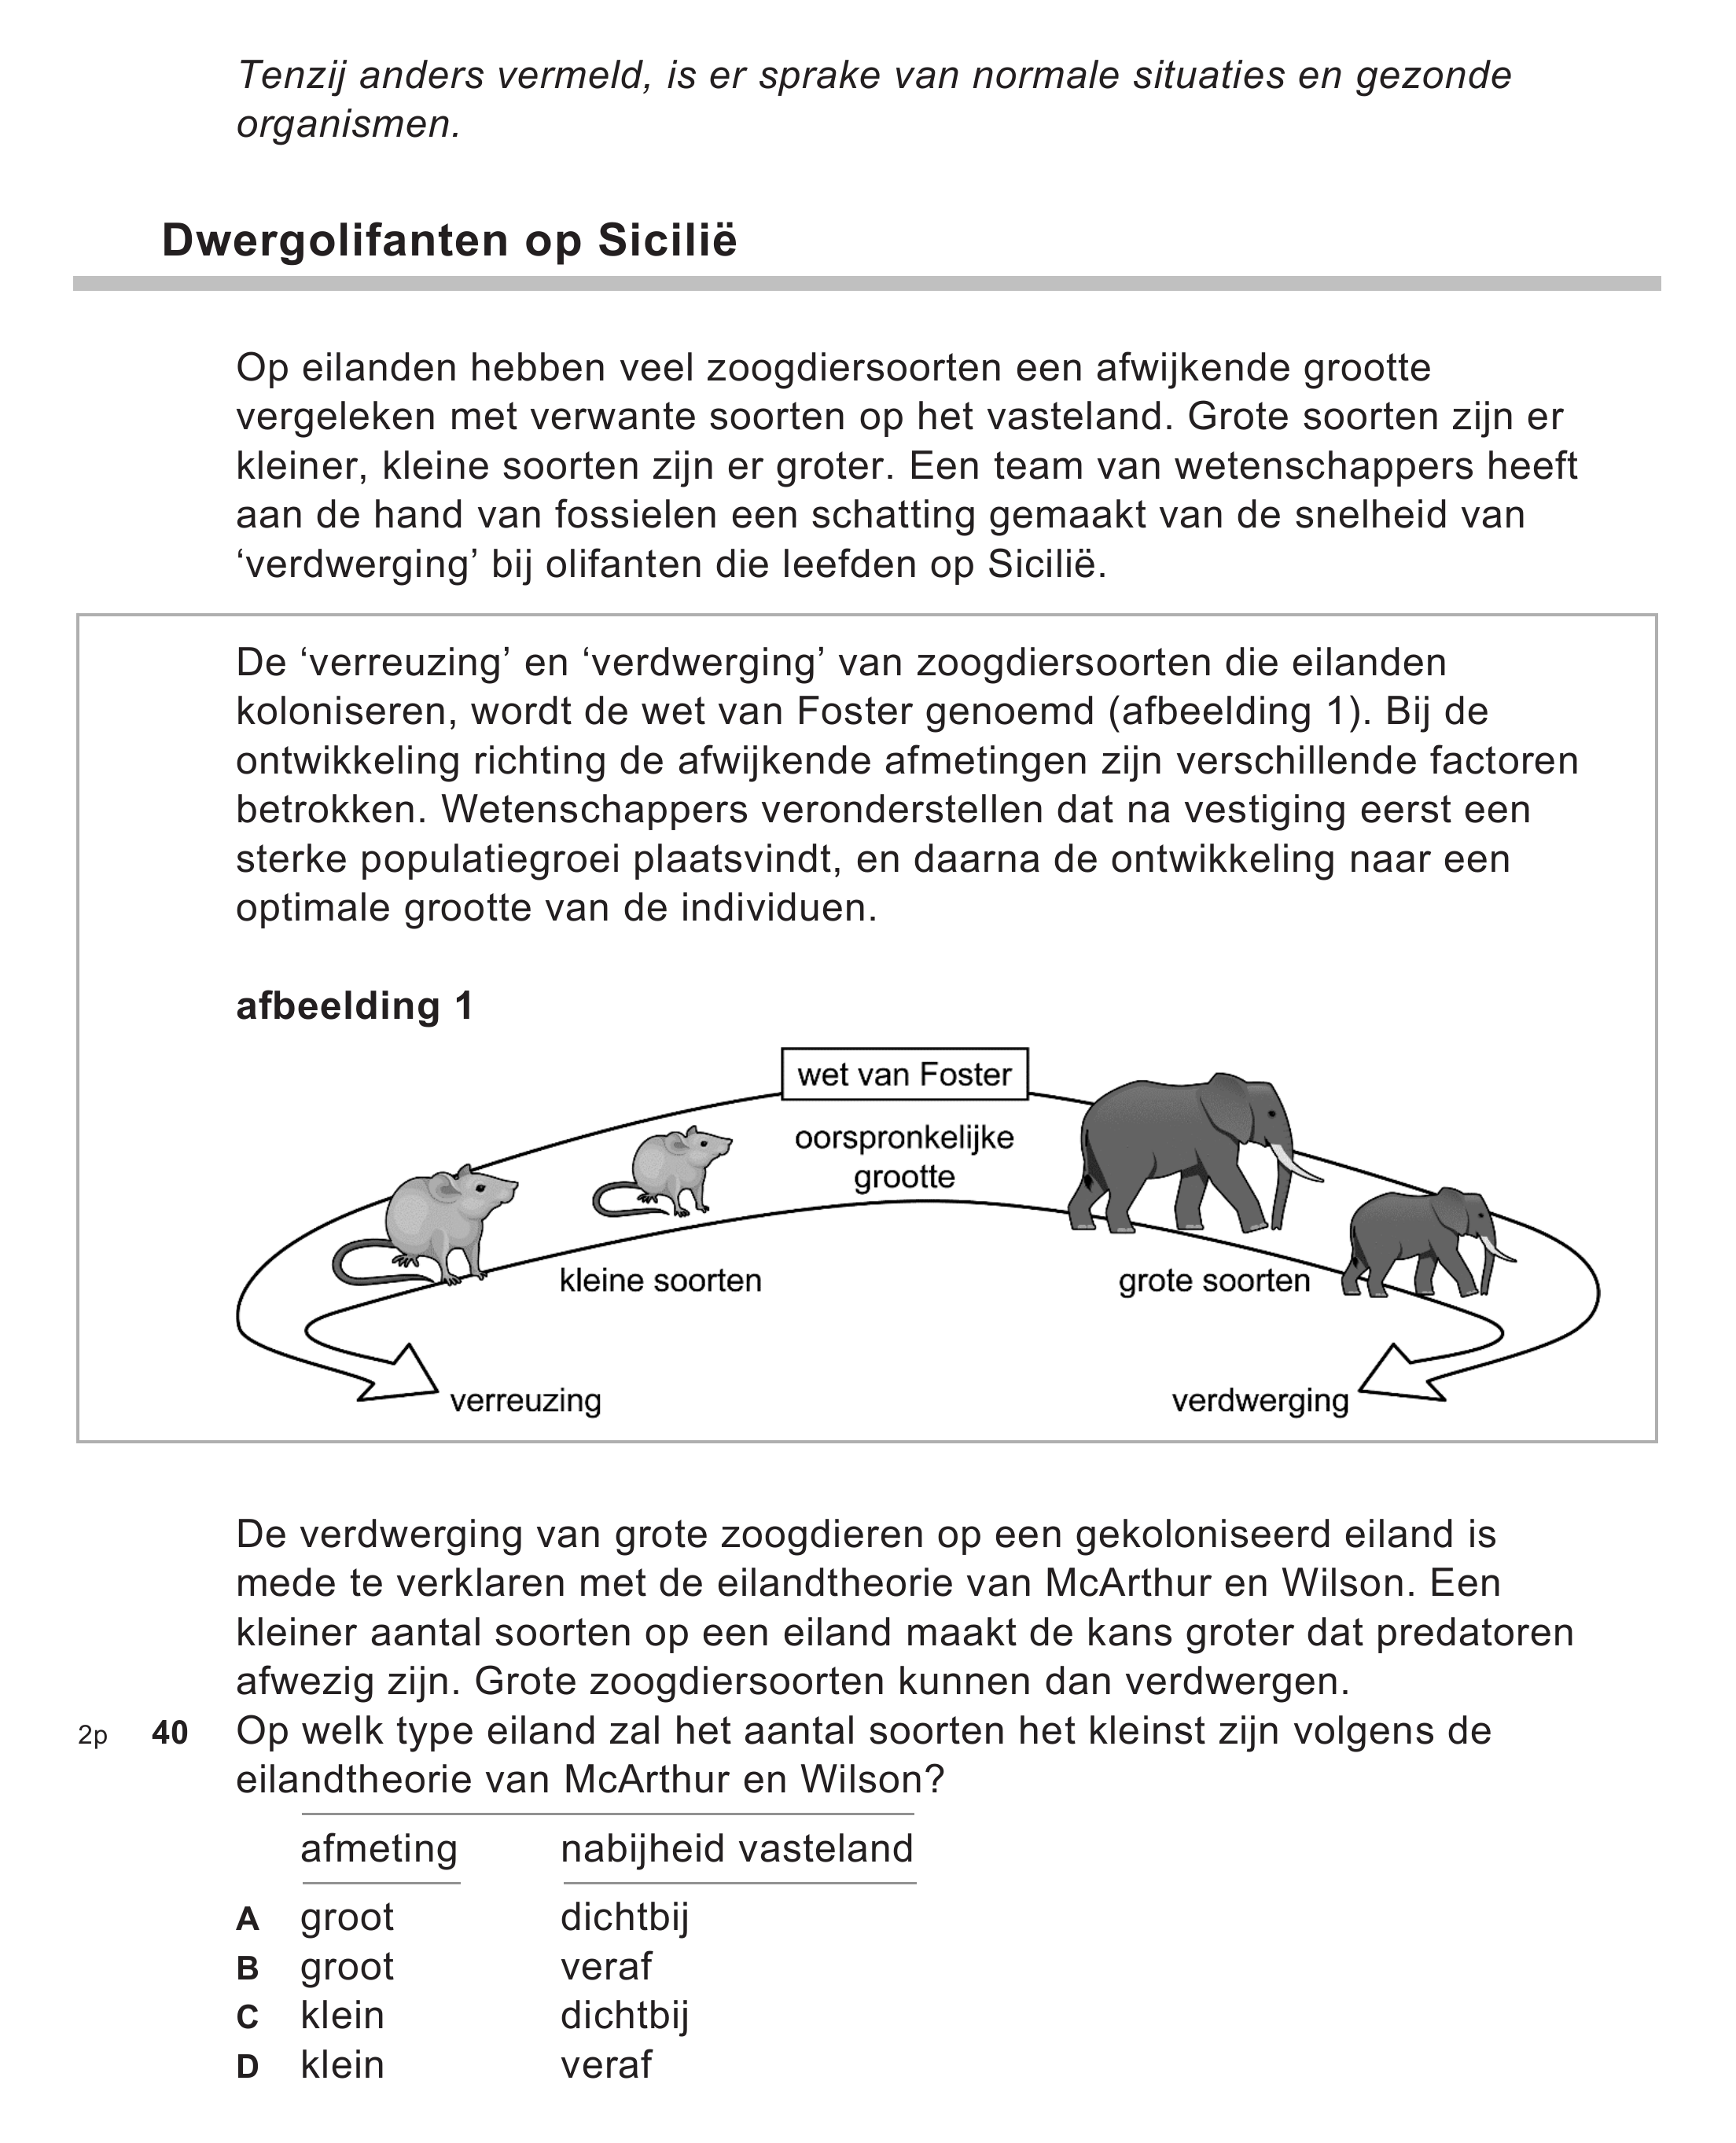 Tenzij anders vermeld, is er sprake van normale situaties en gezonde
organismen.
Dwergolifanten op Sicilië
Op eilanden hebben veel zoogdiersoorten een afwijkende grootte
vergeleken met verwante soorten op het vasteland. Grote soorten zijn er
kleiner, kleine soorten zijn er groter. Een team van wetenschappers heeft
aan de hand van fossielen een schatting gemaakt van de snelheid van
‘verdwerging’ bij olifanten die leefden op Sicilië.
De ‘verreuzing’ en ‘verdwerging’ van zoogdiersoorten die eilanden
koloniseren, wordt de wet van Foster genoemd (afbeelding 1). Bij de
ontwikkeling richting de afwijkende afmetingen zijn verschillende factoren
betrokken. Wetenschappers veronderstellen dat na vestiging eerst een
sterke populatiegroei plaatsvindt, en daarna de ontwikkeling naar een
optimale grootte van de individuen.
afbeelding 1
wet van Foster
oorspronkelijke
grootte
kleine soorten
grote soorten
verreuzing
verdwerging
De verdwerging van grote zoogdieren op een gekoloniseerd eiland is
mede te verklaren met de eilandtheorie van McArthur en Wilson. Een
kleiner aantal soorten op een eiland maakt de kans groter dat predatoren
afwezig zijn. Grote zoogdiersoorten kunnen dan verdwergen.
2p 40 Op welk type eiland zal het aantal soorten het kleinst zijn volgens de
eilandtheorie van McArthur en Wilson?
afmeting nabijheid vasteland
A groot dichtbij
B groot veraf
C klein dichtbij
D klein veraf